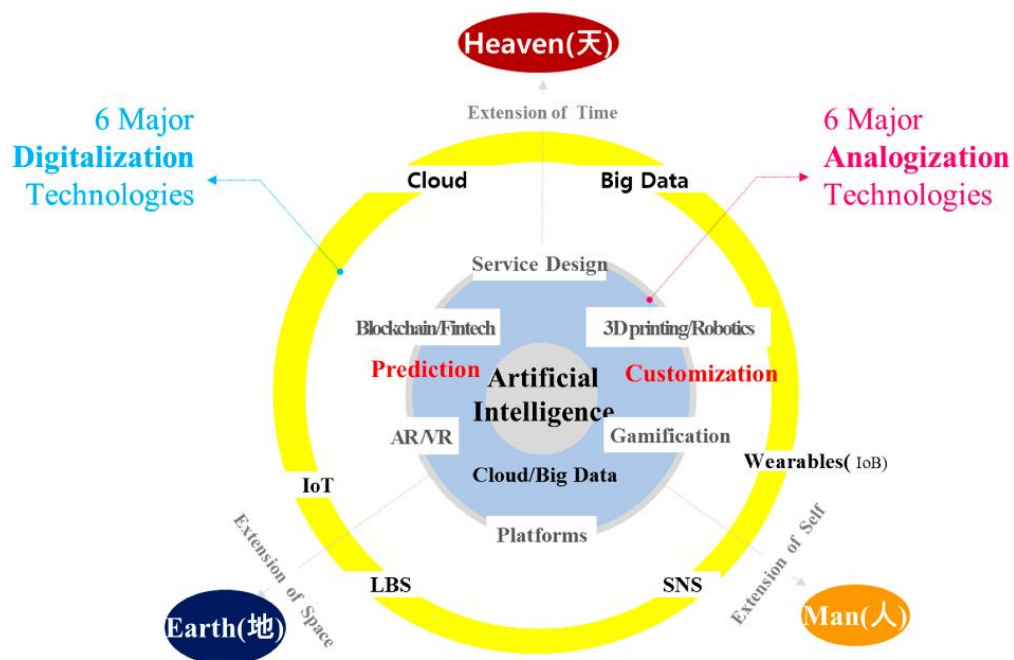 Heaven(天)
Extension of Time
6 Major
Digitalization
Technologies
6 Major
Analogization
Technologies
Cloud
Big Data
Service Design
Blockchain/Fintech
3D printing/Robotics
Prediction
Customization
Artificial
Intelligence
AR/VR
Gamification
Cloud/Big Data
Wearables( IoB)
IoT
Platforms
LBS
SNS
Extension of Space
Extension of Self
Earth(地)
Man(人)